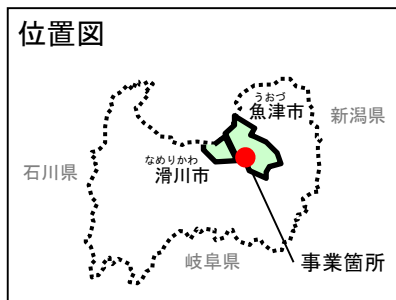 位置図
うおづ
魚津市
新潟県
なめりかわ
滑川市
石川県
岐阜県
事業箇所